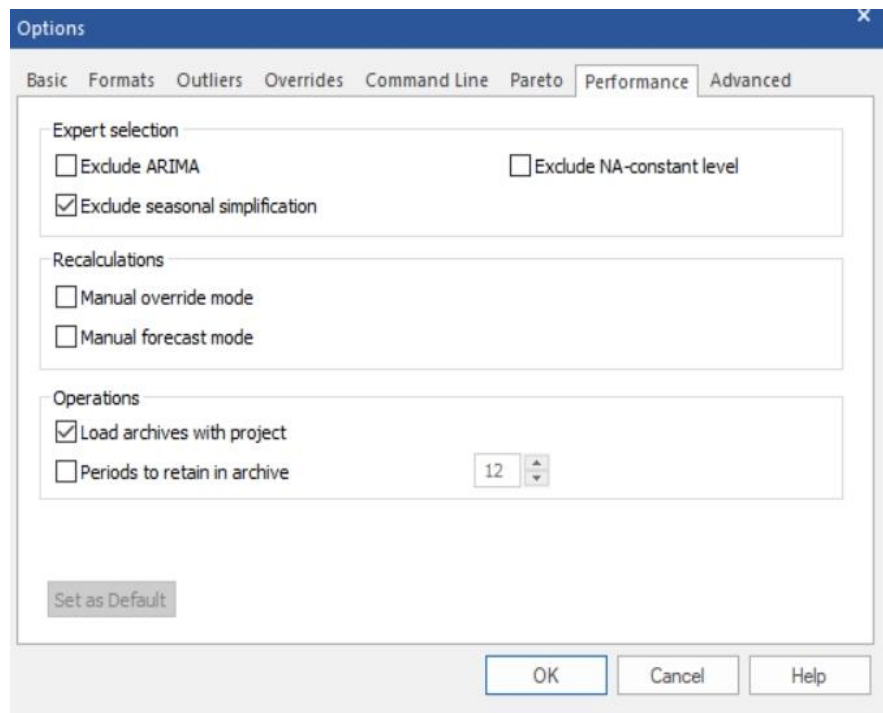 Options
Basic Formats Outliers Overrides Command Line Pareto Performance Advanced
Expert selection
Exclude ARIMA
Exclude NA-constant level
Exclude seasonal simplification
Recalculations
Manual override mode
Manual forecast mode
Operations
Load archives with project
Periods to retain in archive 12
Set as Default
OK Cancel Help